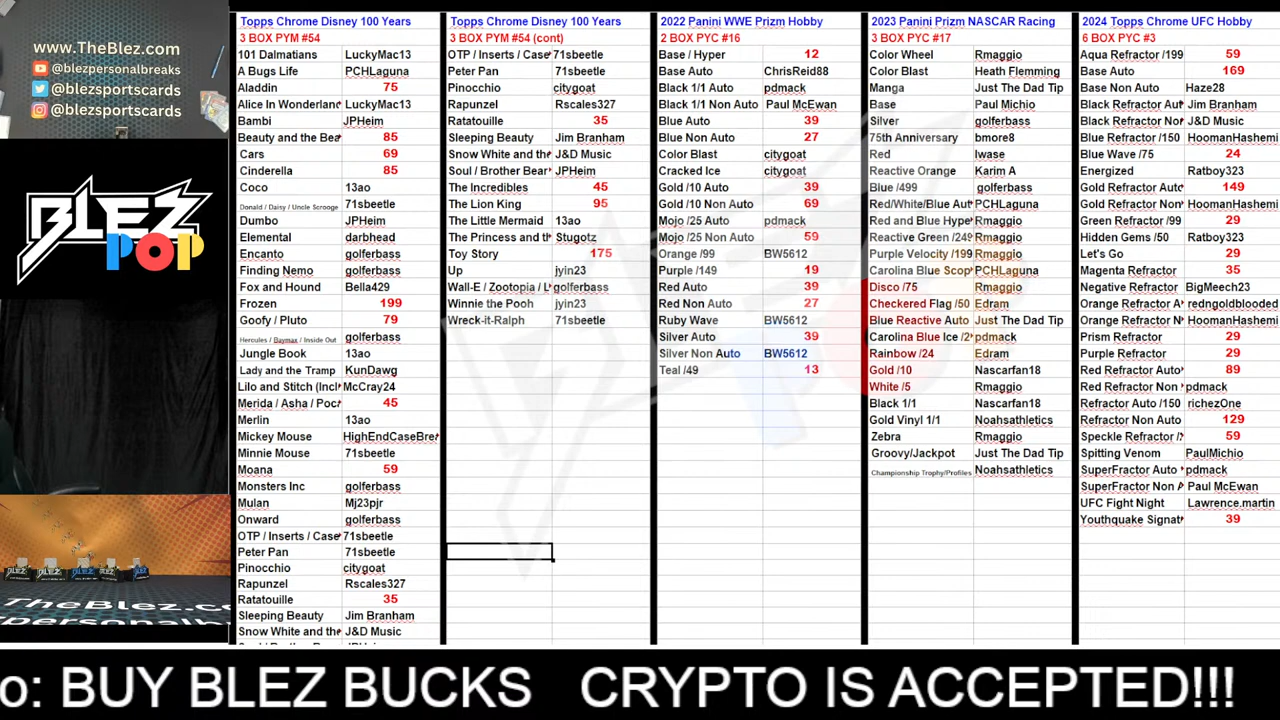 www.TheBlez.com
@blezpersonalbreaks
@blezsportscards
BLEZ
POP
TheBlez.co
Topps Chrome Disney 100 Years
3 BOX PYC #54
101 Dalmatians LuckyMac13
A Bugs Life PCHLaguna
Aladdin 75
Alice In Wonderlan LuckyMac13
Bambi JPHeim
Beauty and the Bea 85
Cars 69
Cinderella 85
Coco 13ao
Donald / Daisy / Uncle Scrooge 71sbeetle
Dumbo JPHeim
Elemental darbhead
Encanto golferbass
Finding Nemo golferbass
Fox and Hound Bella429
Frozen 199
Goofy / Pluto 79
Hercules / Baymax / Inside Out golferbass
Jungle Book 13ao
Lady and the Tramp KunDawg
Lilo and Stitch (Incl McCray24
Merida / Asha / Poc 45
Merlin 13ao
Mickey Mouse HighEndCaseBre
Minnie Mouse 71sbeetle
Moana 59
Monsters Inc golferbass
Mulan Mj23pjr
Onward golferbass
OTP / Inserts / Case 71sbeetle
Peter Pan 71sbeetle
Pinocchio citygoat
Rapunzel Rscales327
Ratatouille 35
Sleeping Beauty Jim Branham
Snow White and the J&D Music
Topps Chrome Disney 100 Years
3 BOX PYC #54 (cont)
OTP / Inserts / Case 71sbeetle
Peter Pan 71sbeetle
Pinocchio citygoat
Rapunzel Rscales327
Ratatouille 35
Sleeping Beauty Jim Branham
Snow White and the J&D Music
Soul / Brother Bear JPHeim
The Incredibles 45
The Lion King 95
The Little Mermaid 13ao
The Princess and th Stugotz
Toy Story 175
Up jyin23
Wall-E / Zootopia / L golferbass
Winnie the Pooh jyin23
Wreck-it-Ralph 71sbeetle
2022 Panini WWE Prizm Hobby
2 BOX PYC #16
Base / Hyper 12
Base Auto ChrisReid88
Black 1/1 Auto pdmack
Black 1/1 Non Auto Paul McEwan
Blue Auto 39
Blue Non Auto 27
Color Blast citygoat
Cracked Ice citygoat
Gold /10 Auto 39
Gold /10 Non Auto 69
Mojo /25 Auto pdmack
Mojo /25 Non Auto 59
Orange /99 BW5612
Purple /149 19
Red Auto 39
Red Non Auto 27
Ruby Wave BW5612
Silver Auto 39
Silver Non Auto BW5612
Teal /49 13
2023 Panini Prizm NASCAR Racing
3 BOX PYC #17
Color Wheel Rmaggio
Color Blast Heath Flemming
Manga Just The Dad Tip
Base Paul Michio
Silver golferbass
75th Anniversary bmore8
Red Iwase
Reactive Orange Karim A
Blue /499 golferbass
Red/White/Blue Aut PCHLaguna
Red and Blue Hype Rmaggio
Reactive Green /249 Rmaggio
Purple Velocity /199 Rmaggio
Carolina Blue Scop PCHLaguna
Disco /75 Rmaggio
Checkered Flag /50 Edram
Blue Reactive Auto Just The Dad Tip
Carolina Blue Ice /2 pdmack
Rainbow /24 Edram
Gold /10 Nascarfan18
White /5 Rmaggio
Black 1/1 Nascarfan18
Gold Vinyl 1/1 Noahsathletics
Zebra Rmaggio
Groovy/Jackpot Just The Dad Tip
Championship Trophy/Profiles Noahsathletics
2024 Topps Chrome UFC Hobby
6 BOX PYC #3
Aqua Refractor /199 59
Base Auto 169
Base Non Auto Haze28
Black Refractor Aut Jim Branham
Black Refractor Nor J&D Music
Blue Refractor /150 HoomanHashemi
Blue Wave /75 24
Energized Ratboy323
Gold Refractor Auto 149
Gold Refractor Non HoomanHashemi
Green Refractor /99 29
Hidden Gems /50 Ratboy323
Let's Go 29
Magenta Refractor 35
Negative Refractor BigMeech23
Orange Refractor A redngoldblooded
Orange Refractor N HoomanHashemi
Prism Refractor 29
Purple Refractor 29
Red Refractor Auto 89
Red Refractor Non pdmack
Refractor Auto /150 richezOne
Refractor Non Auto 129
Speckle Refractor / 59
Spitting Venom PaulMichio
SuperFractor Auto pdmack
SuperFractor Non A Paul McEwan
UFC Fight Night Lawrence.martin
Youthquake Signat 39
o: BUY BLEZ BUCKS CRYPTO IS ACCEPTED!!!